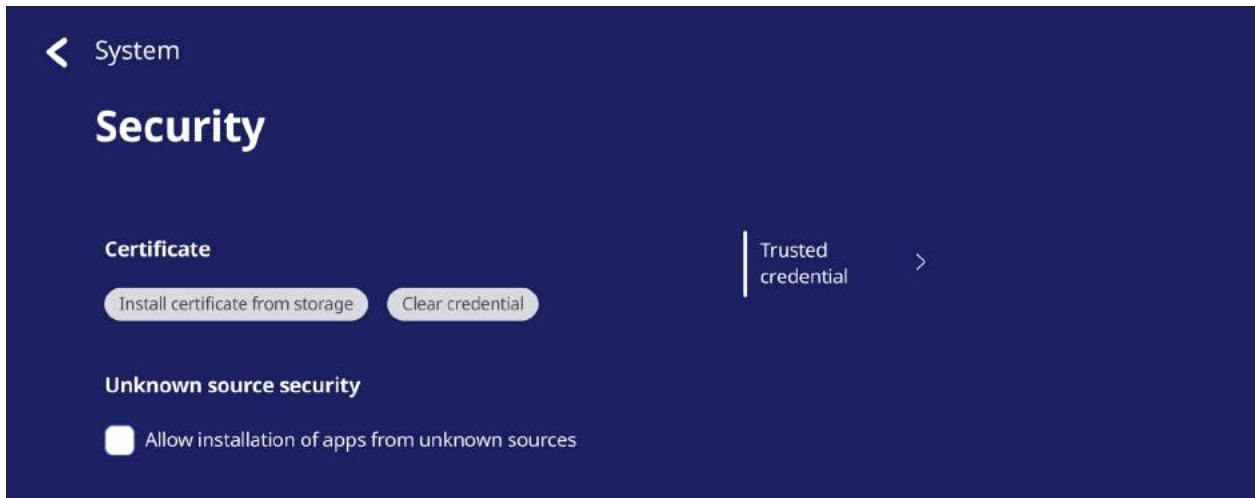 System
Security
Certificate
Install certificate from storage
Clear credential
Trusted
credential
Unknown source security
Allow installation of apps from unknown sources